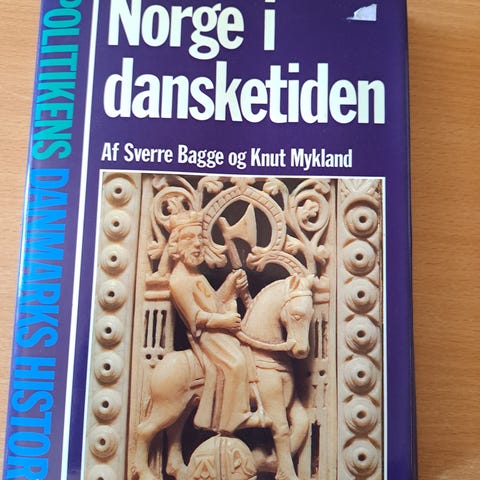 Norge i
dansketiden
Af Sverre Bagge og Knut Mykland
POLITIKENS DANMARKS HISTOR